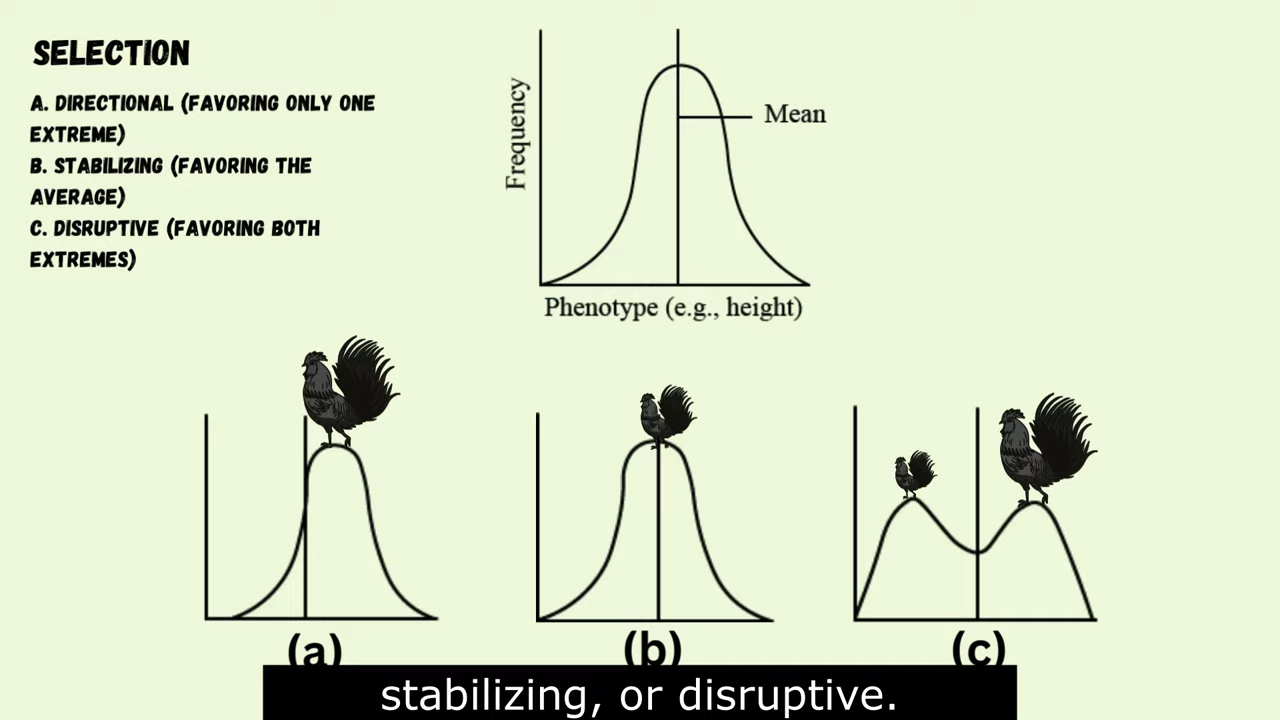 SELECTION
A. DIRECTIONAL (FAVORING ONLY ONE
EXTREME)
B. STABILIZING (FAVORING THE
AVERAGE)
C. DISRUPTIVE (FAVORING BOTH
EXTREMES)
Frequency
Mean
Phenotype (e.g., height)
(a)
(b)
(c)
stabilizing, or disruptive.